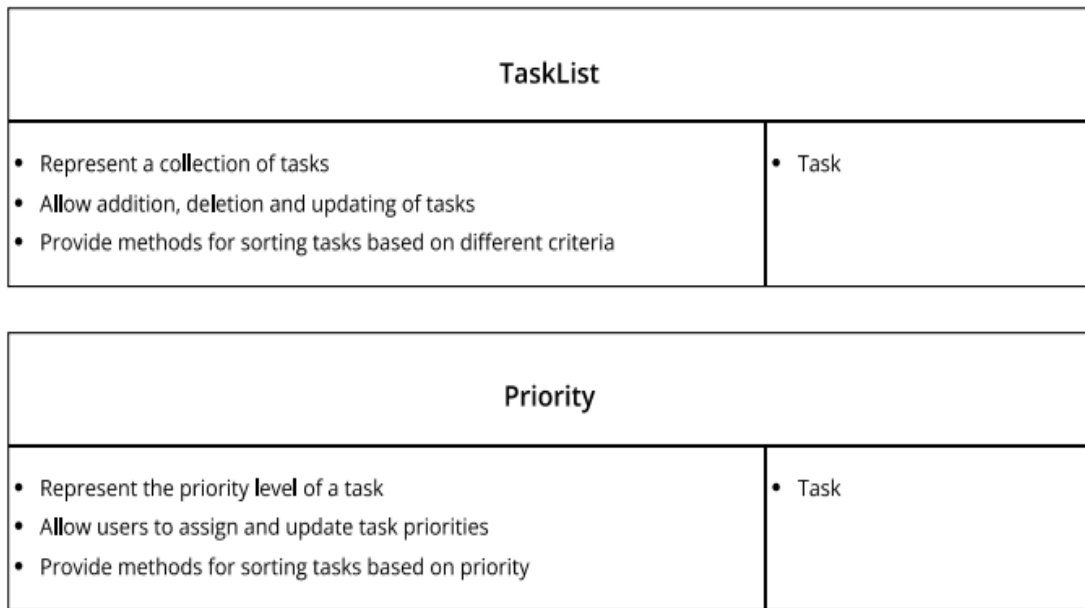 TaskList
• Represent a collection of tasks
• Task
• Allow addition, deletion and updating of tasks
• Provide methods for sorting tasks based on different criteria
Priority
• Represent the priority level of a task
• Task
• Allow users to assign and update task priorities
• Provide methods for sorting tasks based on priority